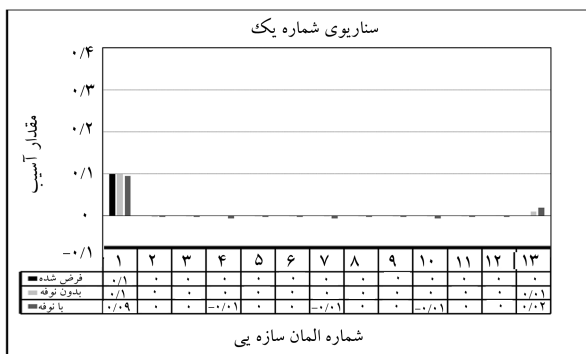 سناریوی شماره یک
۰/۴
۰/۳
۰/۲
۰/۱
۰
-۰/۱
مقدار آسیب
۱ ۲ ۳ ۴ ۵ ۶ ۷ ۸ ۹ ۱۰ ۱۱ ۱۲ ۱۳
فرض شده ۰/۱ ۰ ۰ ۰ ۰ ۰ ۰ ۰ ۰ ۰ ۰ ۰ ۰
بدون نوفه ۰/۱ ۰ ۰ ۰ ۰ ۰ ۰ ۰ ۰ ۰ ۰ ۰ ۰/۰۱
با نوفه ۰/۰۹ ۰ ۰ -۰/۰۱ ۰ ۰ -۰/۰۱ ۰ ۰ -۰/۰۱ ۰ ۰ ۰/۰۲
شماره المان سازه یی